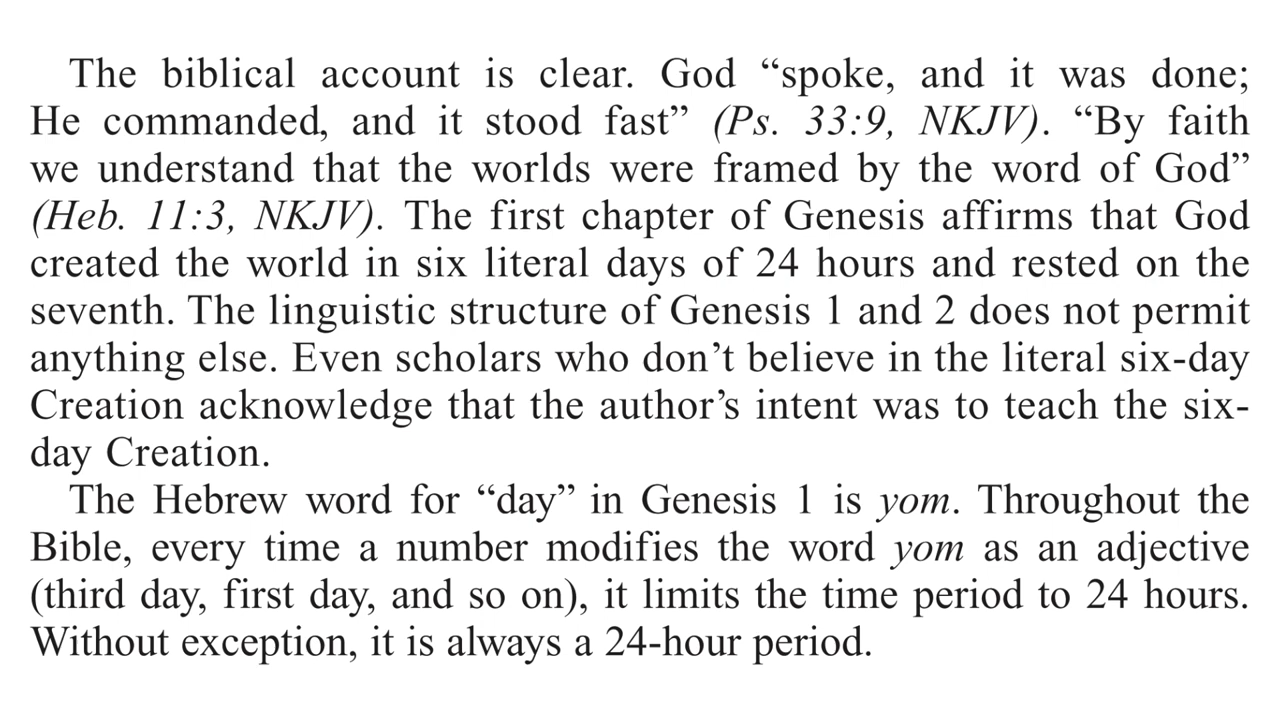 The biblical account is clear. God “spoke, and it was done;
He commanded, and it stood fast” (Ps. 33:9, NKJV). “By faith
we understand that the worlds were framed by the word of God”
(Heb. 11:3, NKJV). The first chapter of Genesis affirms that God
created the world in six literal days of 24 hours and rested on the
seventh. The linguistic structure of Genesis 1 and 2 does not permit
anything else. Even scholars who don’t believe in the literal six-day
Creation acknowledge that the author’s intent was to teach the six-
day Creation.
The Hebrew word for “day” in Genesis 1 is yom. Throughout the
Bible, every time a number modifies the word yom as an adjective
(third day, first day, and so on), it limits the time period to 24 hours.
Without exception, it is always a 24-hour period.